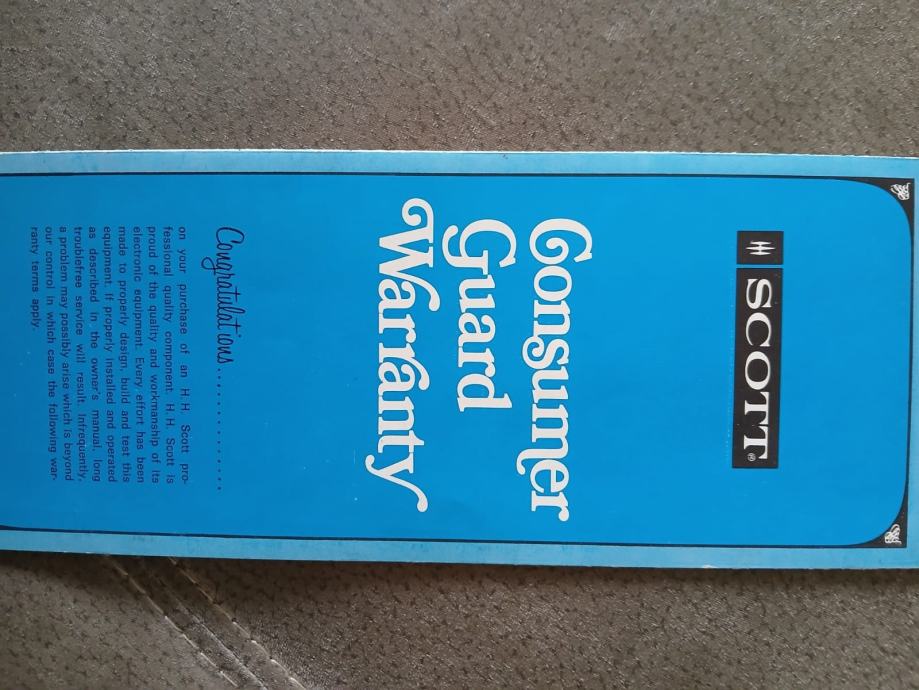 SCOTT®
Consumer
Guard
Warranty
Congratulations..............
on your purchase of an H.H. Scott pro-
fessional quality component. H.H. Scott is
proud of the quality and workmanship of its
electronic equipment. Every effort has been
made to properly design, build and test this
equipment. If properly installed and operated
as described in the owner's manual, long
troublefree service will result. Infrequently,
a problem may possibly arise which is beyond
our control in which case the following war-
ranty terms apply.